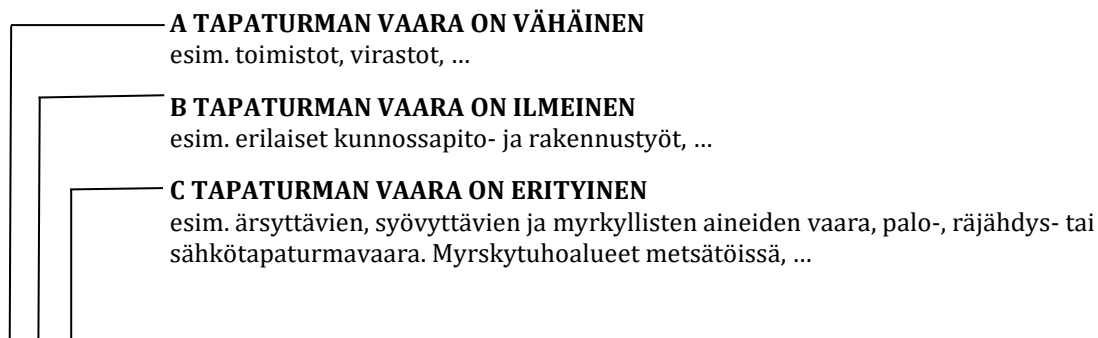 A TAPATURMAN VAARA ON VÄHÄINEN
esim. toimistot, virastot, …
B TAPATURMAN VAARA ON ILMEINEN
esim. erilaiset kunnossapito- ja rakennustyöt, …
C TAPATURMAN VAARA ON ERITYINEN
esim. ärsyttävien, syövyttävien ja myrkyllisten aineiden vaara, palo-, räjähdys- tai
sähkötapaturmavaara. Myrskytuhoalueet metsätöissä, …